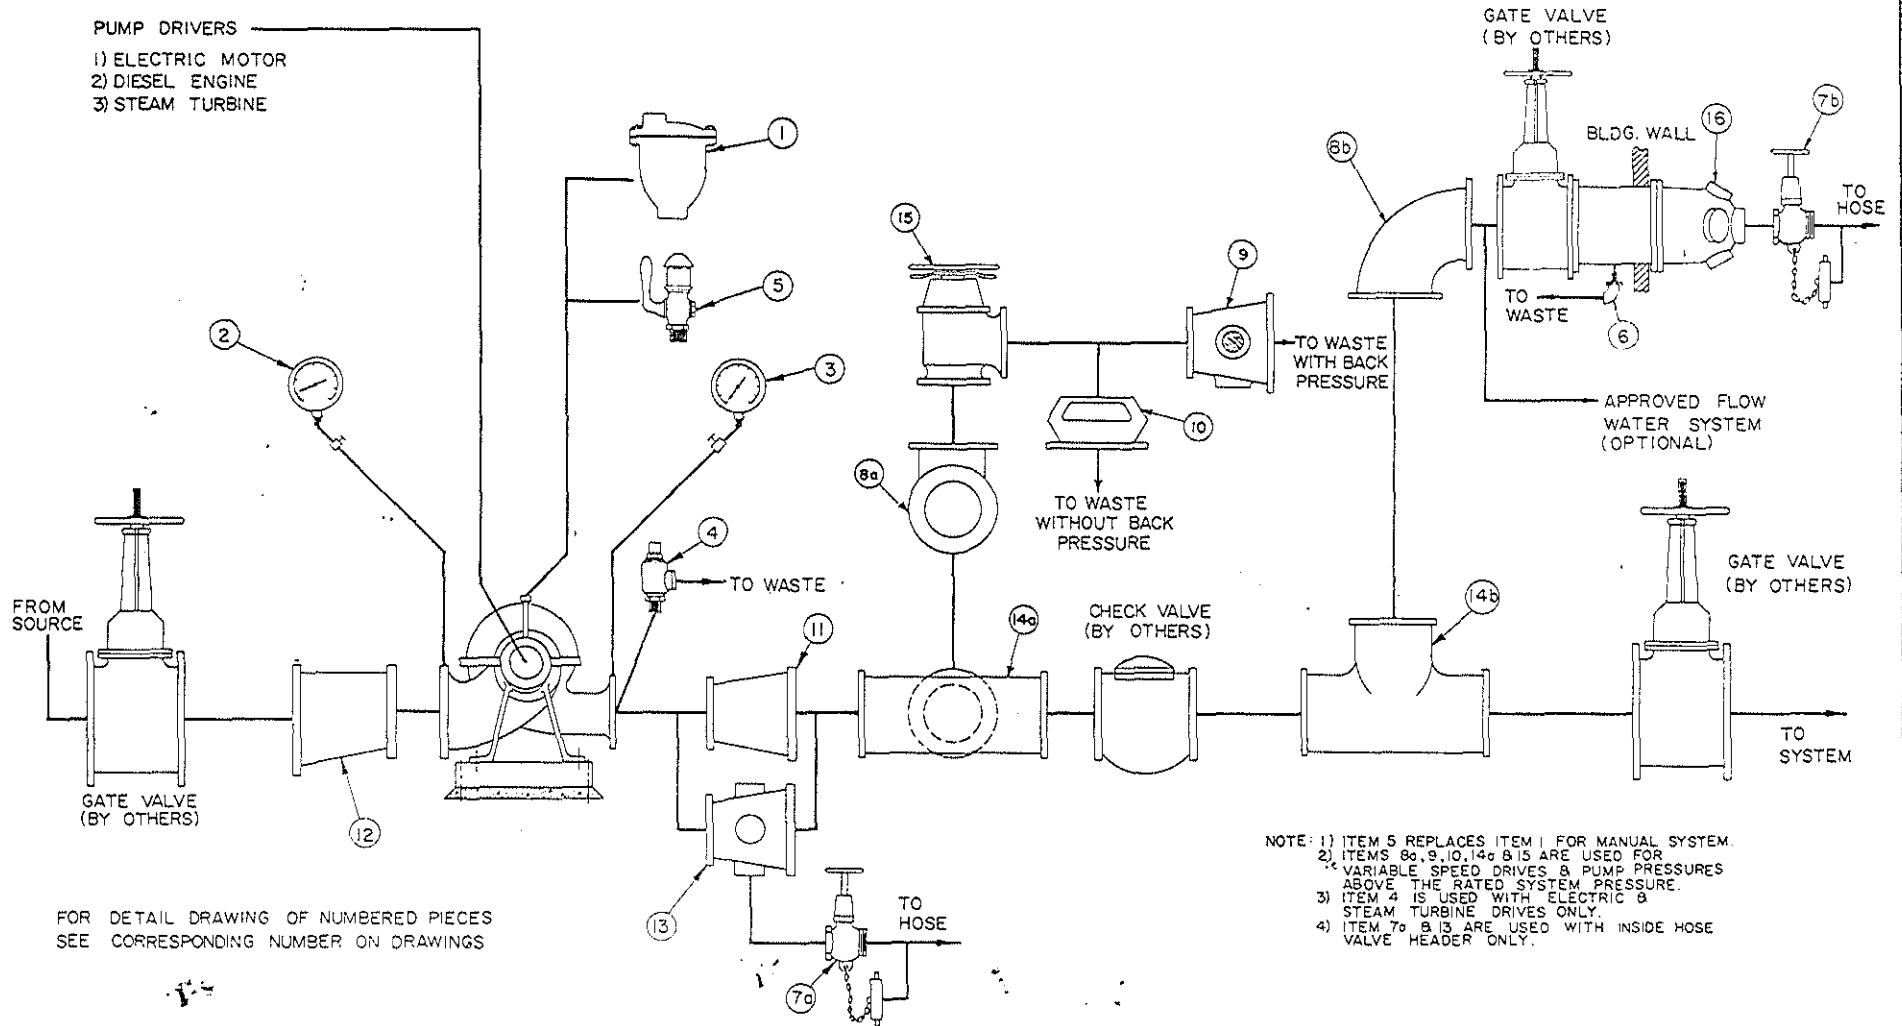 PUMP DRIVERS
1) ELECTRIC MOTOR
2) DIESEL ENGINE
3) STEAM TURBINE
1
5
2
3
4
TO WASTE
FROM
SOURCE
GATE VALVE
(BY OTHERS)
12
11
13
7a
TO
HOSE
15
9
TO WASTE
WITH BACK
PRESSURE
10
TO WASTE
WITHOUT BACK
PRESSURE
8a
14a
CHECK VALVE
(BY OTHERS)
GATE VALVE
(BY OTHERS)
8b
BLDG. WALL
16
7b
TO
HOSE
TO
WASTE
6
APPROVED FLOW
WATER SYSTEM
(OPTIONAL)
14b
GATE VALVE
(BY OTHERS)
TO
SYSTEM
FOR DETAIL DRAWING OF NUMBERED PIECES
SEE CORRESPONDING NUMBER ON DRAWINGS
NOTE: 1) ITEM 5 REPLACES ITEM 1 FOR MANUAL SYSTEM.
2) ITEMS 8a, 9, 10, 14a & 15 ARE USED FOR
VARIABLE SPEED DRIVES & PUMP PRESSURES
ABOVE THE RATED SYSTEM PRESSURE.
3) ITEM 4 IS USED WITH ELECTRIC &
STEAM TURBINE DRIVES ONLY.
4) ITEM 7a & 13 ARE USED WITH INSIDE HOSE
VALVE HEADER ONLY.